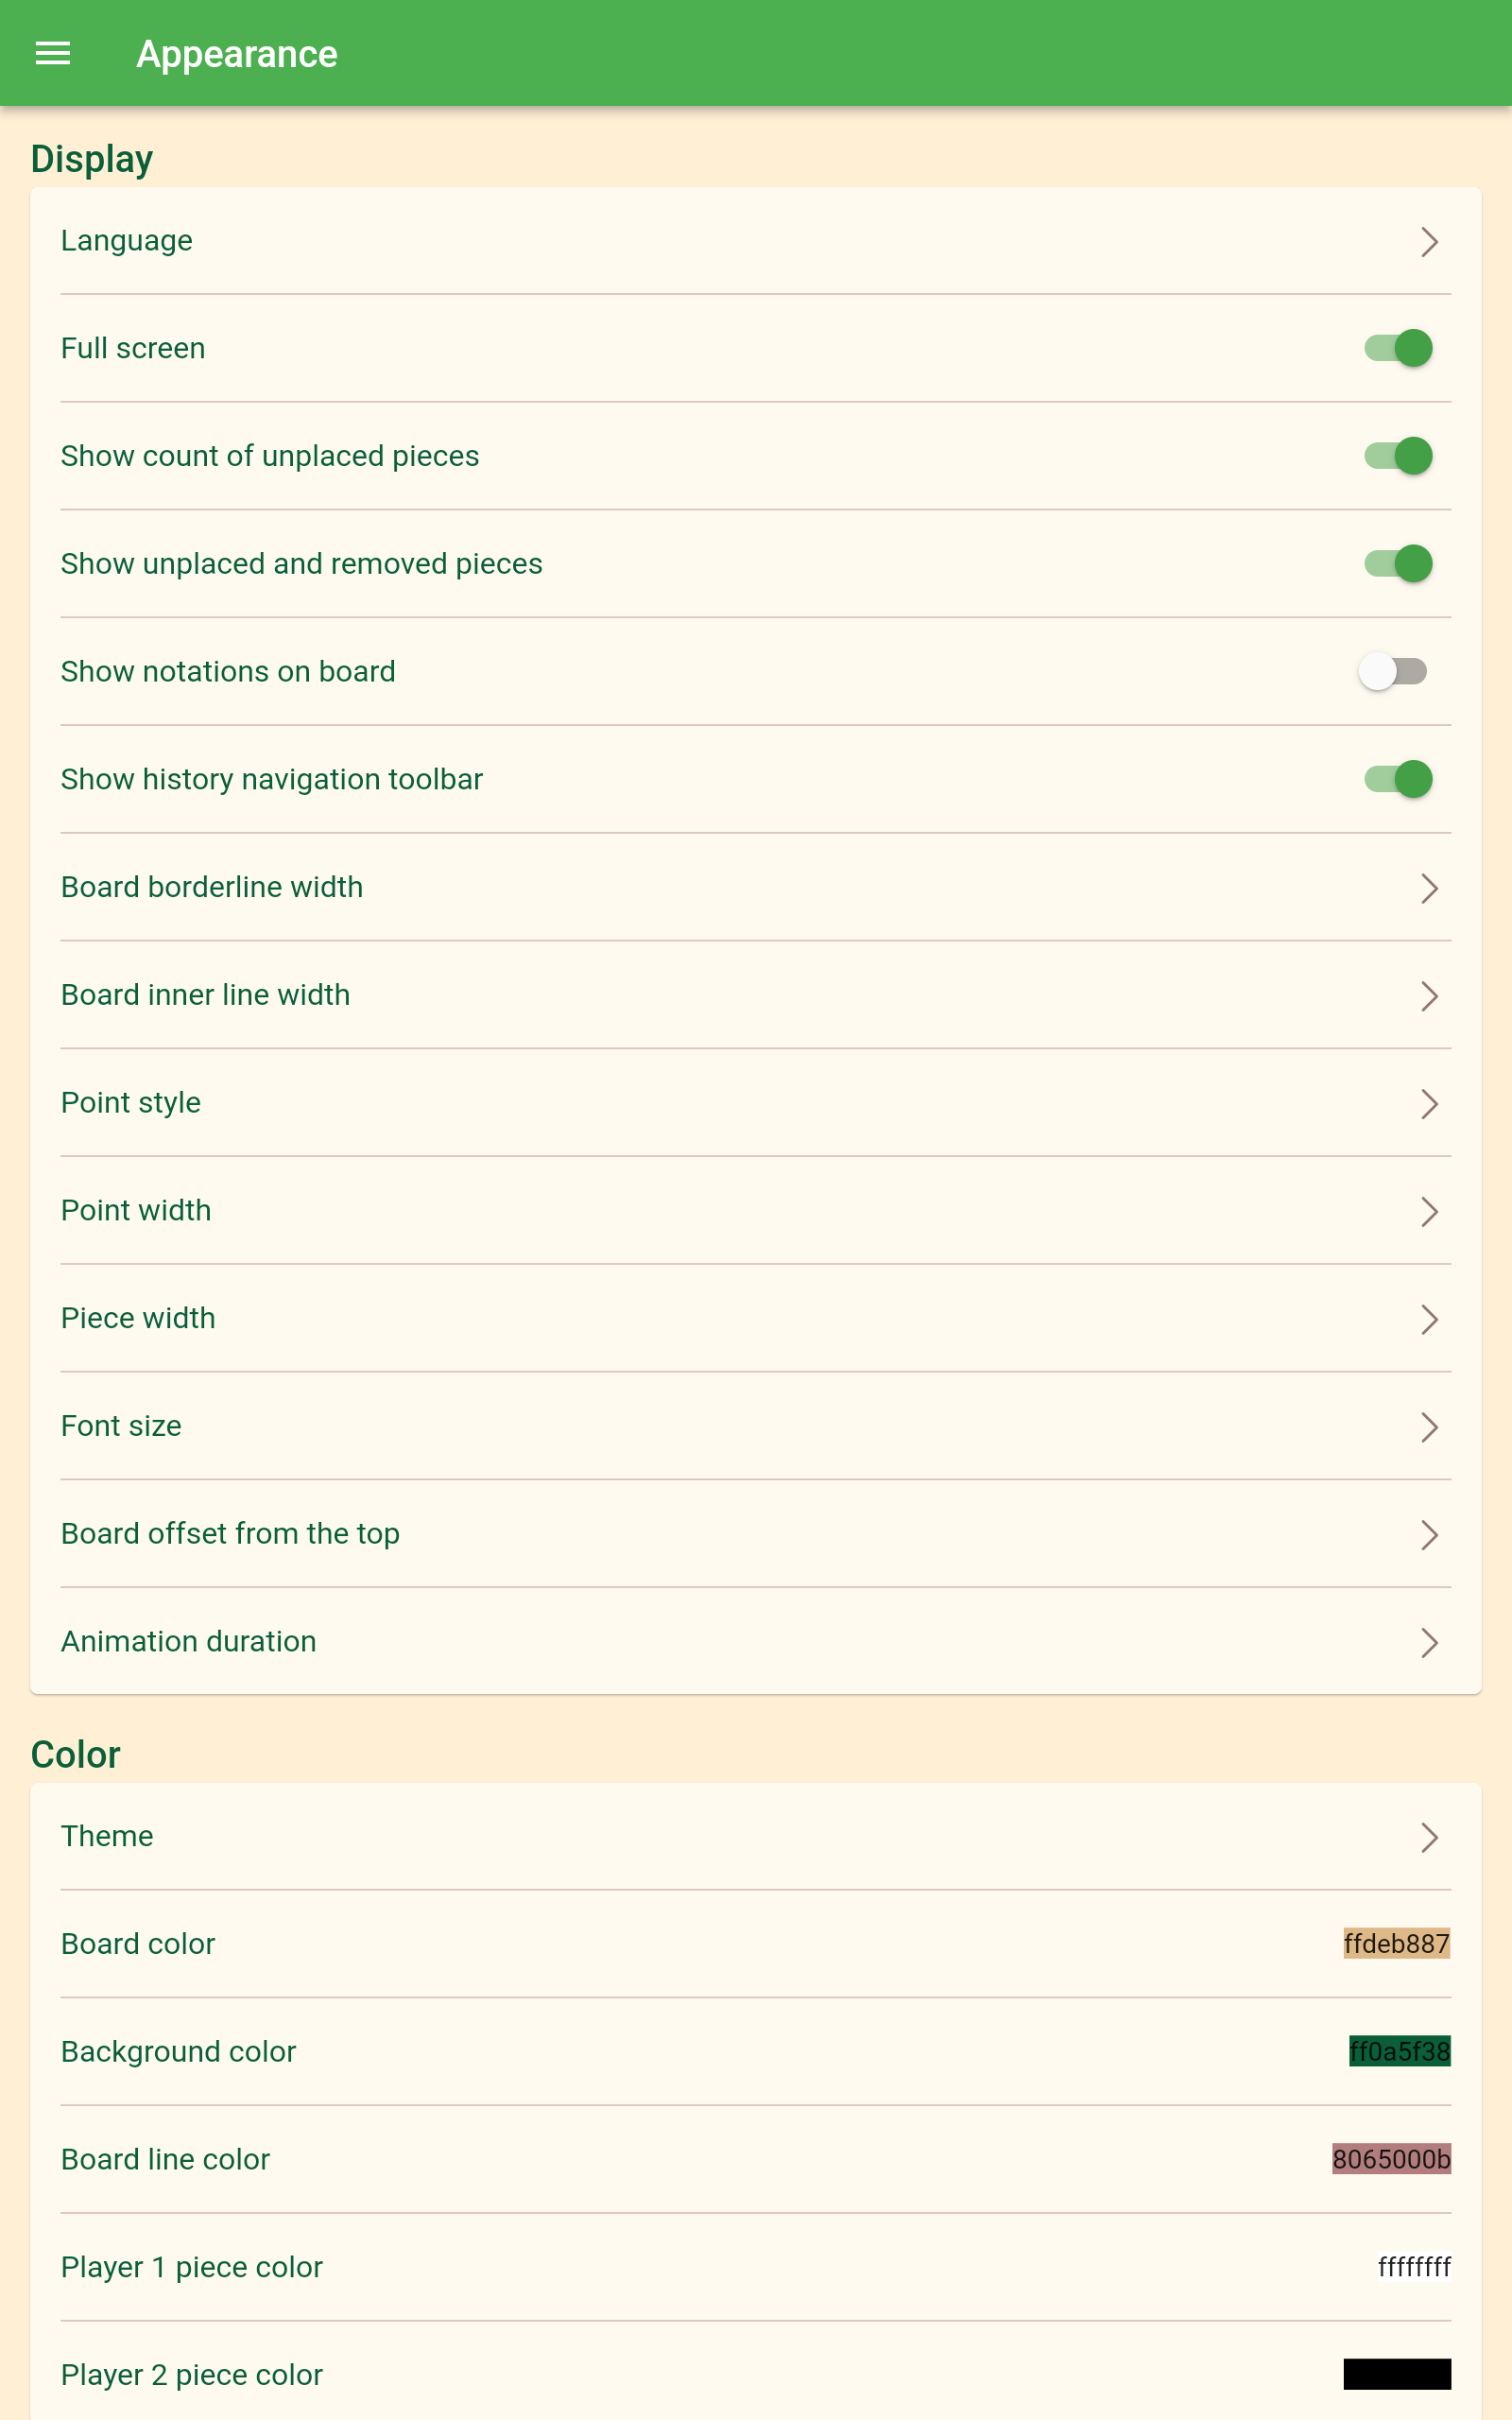 Appearance
Display
Language
Full screen
Show count of unplaced pieces
Show unplaced and removed pieces
Show notations on board
Show history navigation toolbar
Board borderline width
Board inner line width
Point style
Point width
Piece width
Font size
Board offset from the top
Animation duration
Color
Theme
Board color ffdeb887
Background color ff0a5f38
Board line color 8065000b
Player 1 piece color ffffffff
Player 2 piece color